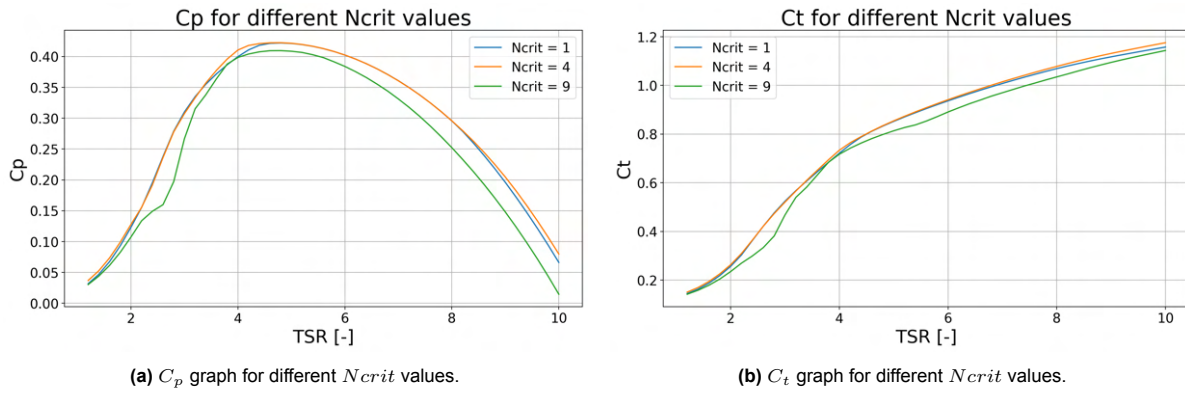 Cp for different Ncrit values
Cp
0.40
0.35
0.30
0.25
0.20
0.15
0.10
0.05
0.00
Ncrit = 1
Ncrit = 4
Ncrit = 9
2 4 6 8 10
TSR [-]
(a) Cp graph for different Ncrit values.
Ct for different Ncrit values
Ct
1.2
1.0
0.8
0.6
0.4
0.2
Ncrit = 1
Ncrit = 4
Ncrit = 9
2 4 6 8 10
TSR [-]
(b) Ct graph for different Ncrit values.